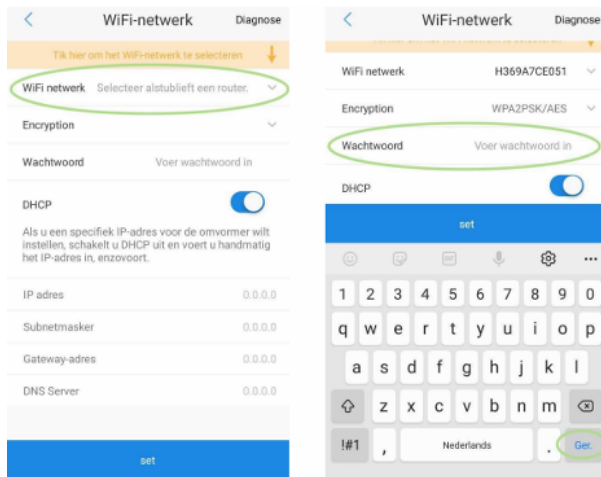 WiFi-netwerk Diagnose
Tik hier om het WiFi-netwerk te selecteren
WiFi netwerk Selecteer alstublieft een router.
Encryption
Wachtwoord Voer wachtwoord in
DHCP
Als u een specifiek IP-adres voor de omvormer wilt
instellen, schakelt u DHCP uit en voert u handmatig
het IP-adres in, enzovoort.
IP adres 0.0.0.0
Subnetmasker 0.0.0.0
Gateway-adres 0.0.0.0
DNS Server 0.0.0.0
set
WiFi-netwerk Diagnose
WiFi netwerk H369A7CE051
Encryption WPA2PSK/AES
Wachtwoord Voer wachtwoord in
DHCP
set
1 2 3 4 5 6 7 8 9 0
q w e r t y u i o p
a s d f g h j k l
z x c v b n m
!#1 , Nederlands . Ger.